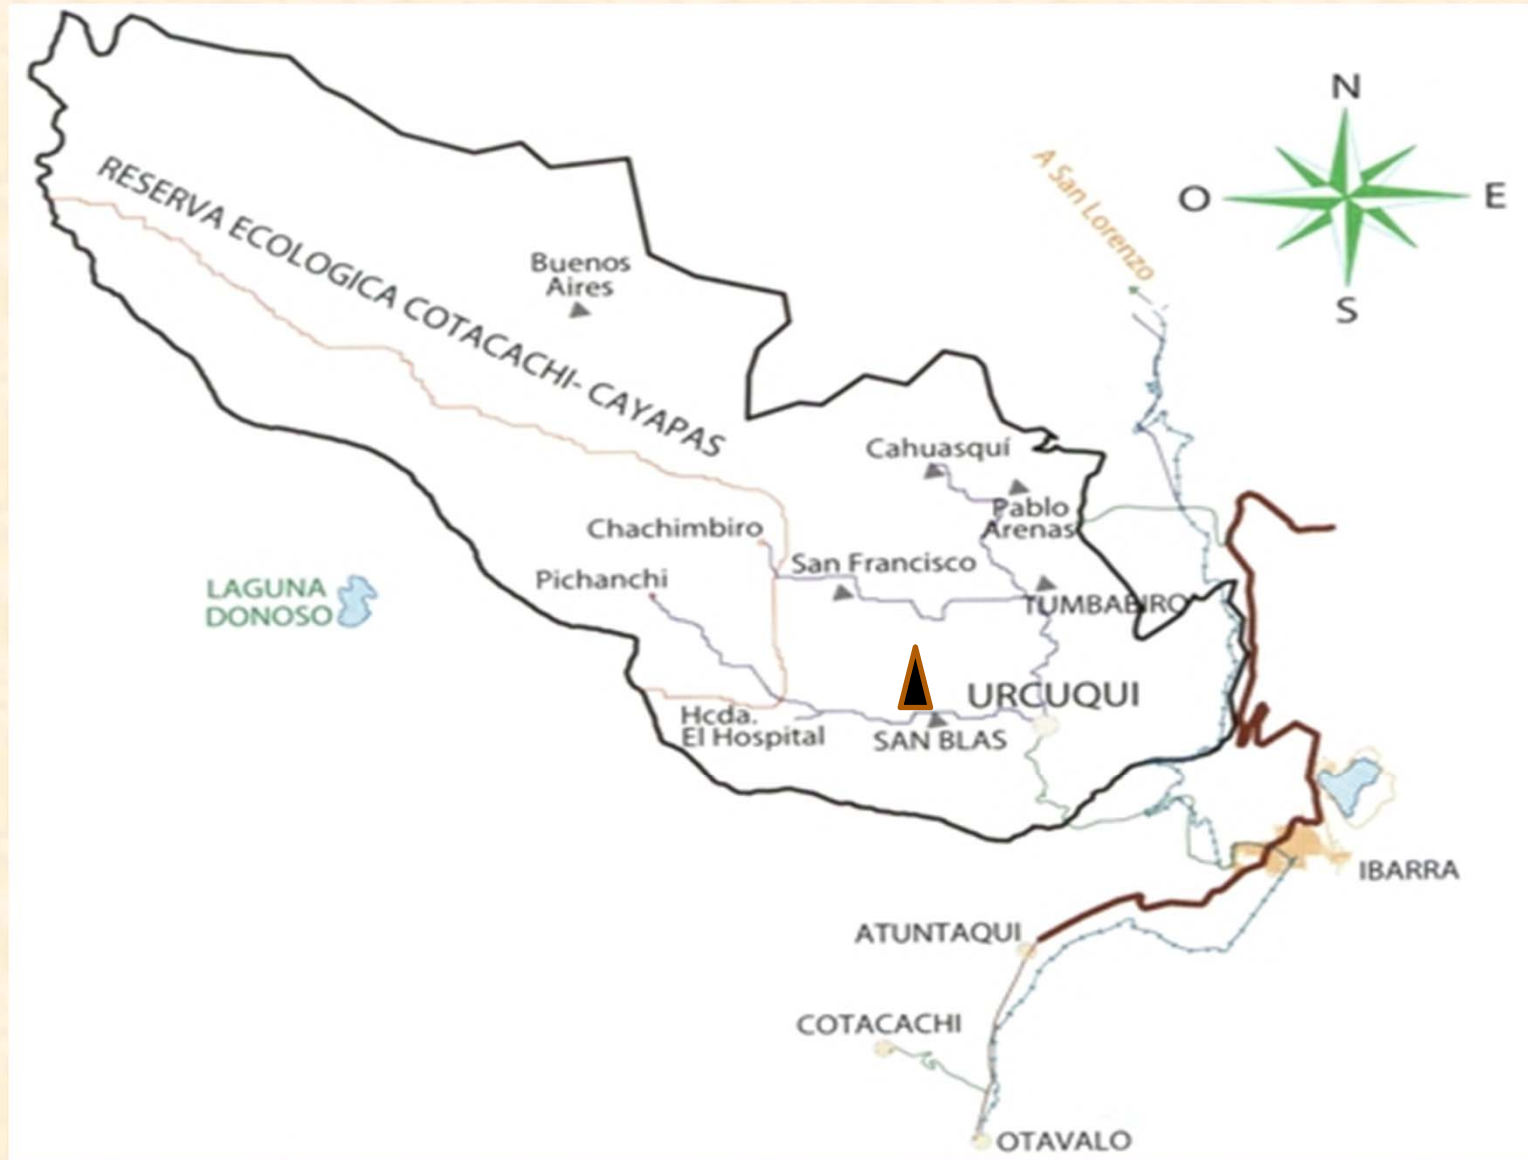 N
A San Lorenzo
O
E
RESERVA ECOLOGICA COTACACHI- CAYAPAS
Buenos
Aires
S
Cahuasquí
Pablo
Arenas
Chachimbiro
San Francisco
Pichanchi
LAGUNA
DONOSO
TUMBABIRO
URCUQUI
Hcda.
El Hospital
SAN BLAS
IBARRA
ATUNTAQUI
COTACACHI
OTAVALO